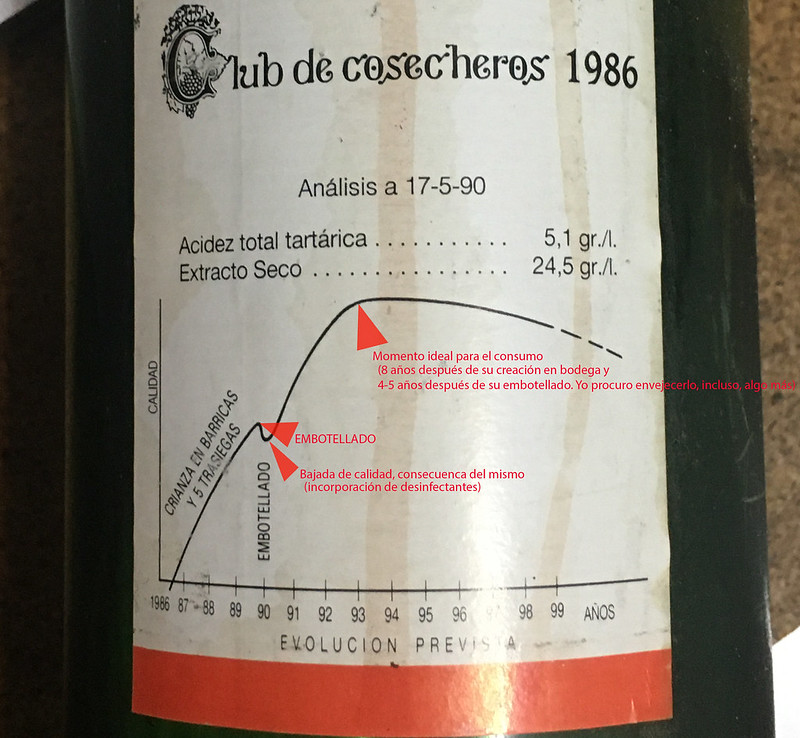 Club de cosecheros 1986
Análisis a 17-5-90
Acidez total tartárica . . . . . . . . . . . 5,1 gr./l.
Extracto Seco . . . . . . . . . . . . . . . . 24,5 gr./l.
CALIDAD
CRIANZA EN BARRICAS
Y 5 TRASIEGAS
EMBOTELLADO
Momento ideal para el consumo
(8 años después de su creación en bodega y
4-5 años después de su embotellado. Yo procuro envejecerlo, incluso, algo más)
EMBOTELLADO
Bajada de calidad, consecuenca del mismo
(incorporación de desinfectantes)
1986 87 88 89 90 91 92 93 94 95 96 97 98 99 AÑOS
EVOLUCION PREVISTA